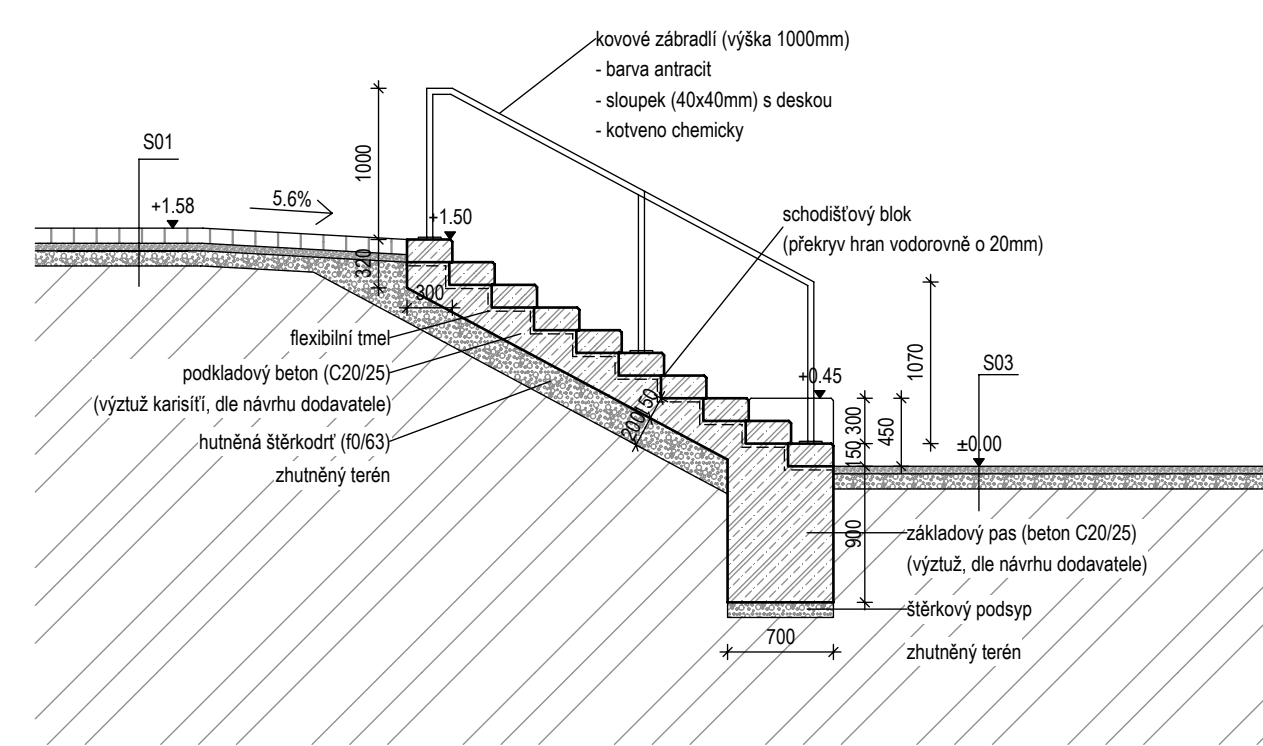 kovové zábradlí (výška 1000mm)
- barva antracit
- sloupek (40x40mm) s deskou
- kotveno chemicky
S01
1000
5.6%
+1.58
+1.50
schodišťový blok
(překryv hran vodorovně o 20mm)
320
300
flexibilní tmel
podkladový beton (C20/25)
(výztuž karisíťí, dle návrhu dodavatele)
hutněná štěrkodrť (f0/63)
zhutněný terén
150
200
+0.45
1070
S03
300
450
150
±0.00
900
základový pas (beton C20/25)
(výztuž, dle návrhu dodavatele)
štěrkový podsyp
700
zhutněný terén